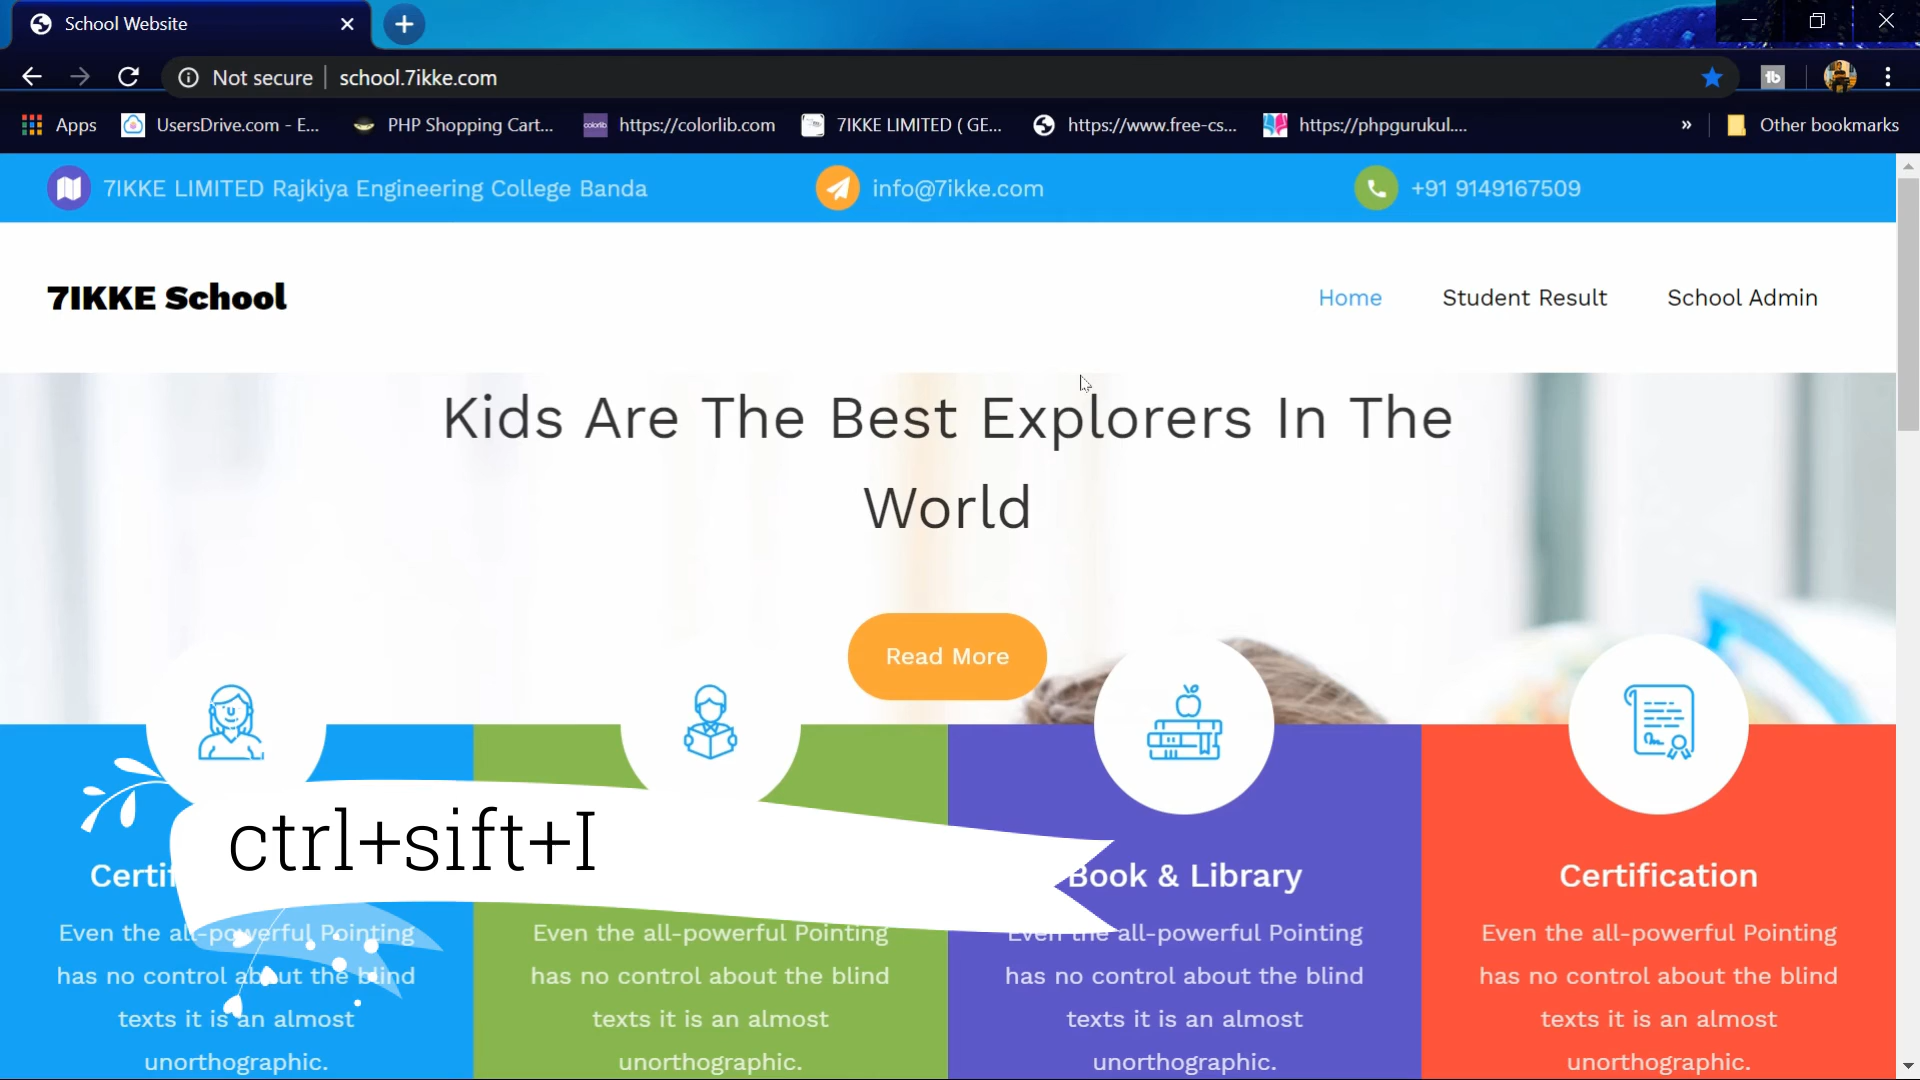 School Website
Not secure school.7ikke.com
Apps UsersDrive.com - E... PHP Shopping Cart... https://colorlib.com 7IKKE LIMITED ( GE... https://www.free-cs... https://phpgurukul.... » Other bookmarks
7IKKE LIMITED Rajkiya Engineering College Banda info@7ikke.com +91 9149167509
7IKKE School Home Student Result School Admin
Kids Are The Best Explorers In The
World
Read More
ctrl+sift+I
Book & Library
Certification
Even the all-powerful Pointing
has no control about the blind
texts it is an almost
unorthographic.
Even the all-powerful Pointing
has no control about the blind
texts it is an almost
unorthographic.
Even the all-powerful Pointing
has no control about the blind
texts it is an almost
unorthographic.
Even the all-powerful Pointing
has no control about the blind
texts it is an almost
unorthographic.